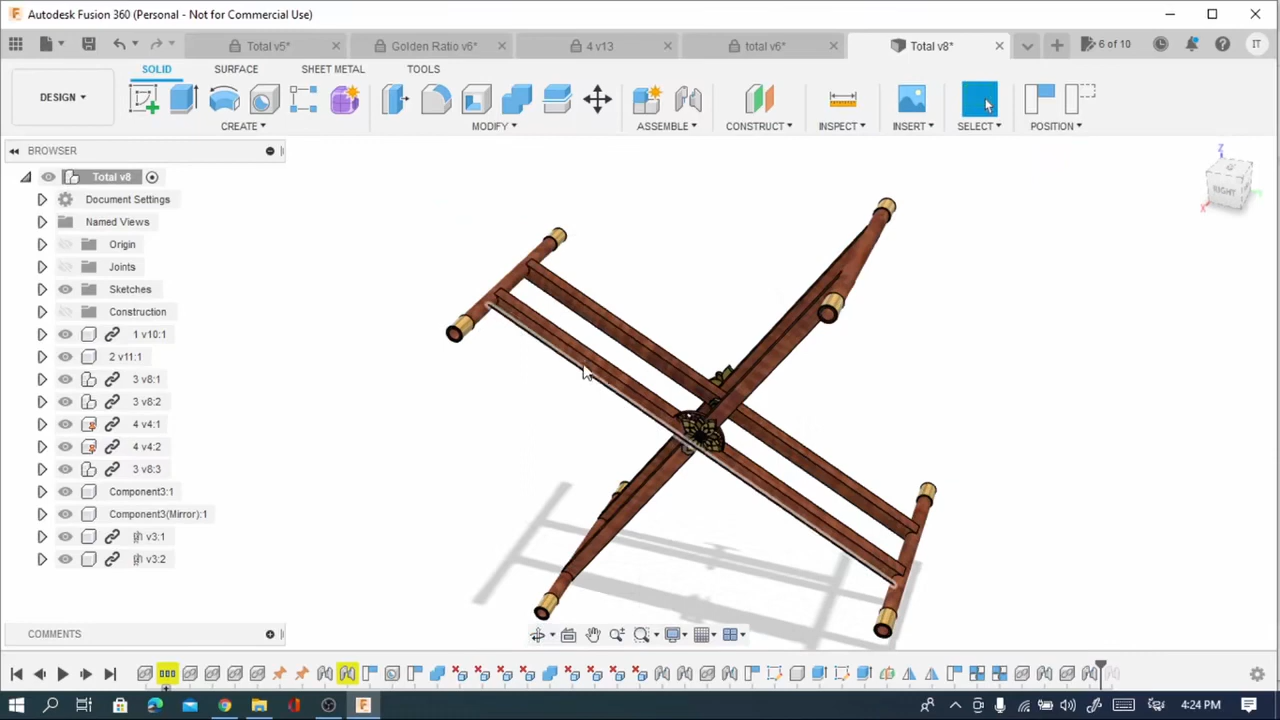 Autodesk Fusion 360 (Personal - Not for Commercial Use)
Total v5*
Golden Ratio v6*
4 v13
total v6*
Total v8*
6 of 10
IT
DESIGN
SOLID
SURFACE
SHEET METAL
TOOLS
CREATE
MODIFY
ASSEMBLE
CONSTRUCT
INSPECT
INSERT
SELECT
POSITION
BROWSER
Total v8
Document Settings
Named Views
Origin
Joints
Sketches
Construction
1 v10:1
2 v11:1
3 v8:1
3 v8:2
4 v4:1
4 v4:2
3 v8:3
Component3:1
Component3(Mirror):1
v3:1
v3:2
Z
RIGHT
X
COMMENTS
4:24 PM